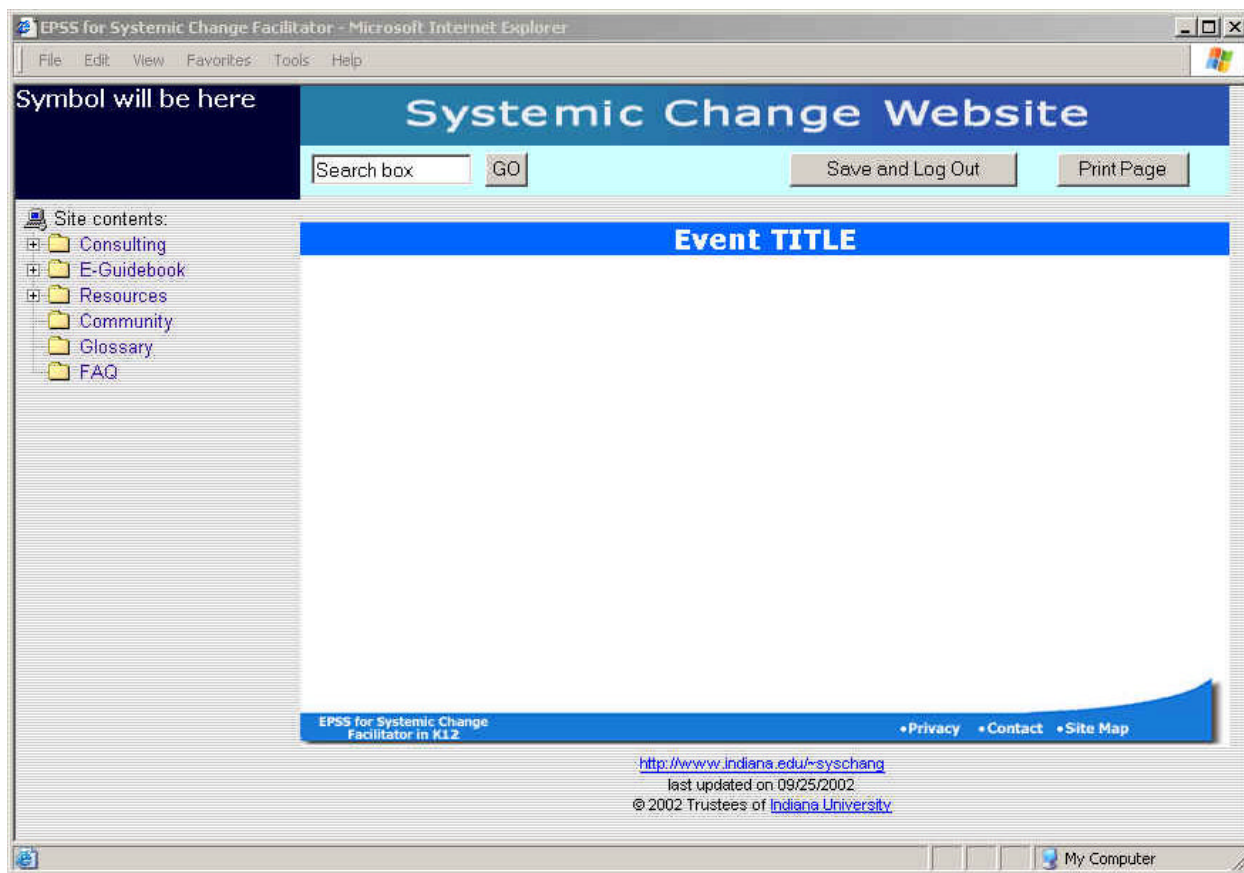 EPSS for Systemic Change Facilitator - Microsoft Internet Explorer
File Edit View Favorites Tools Help
Symbol will be here
Systemic Change Website
Search box GO Save and Log Out Print Page
Site contents:
Consulting
E-Guidebook
Resources
Community
Glossary
FAQ
Event TITLE
EPSS for Systemic Change
Facilitator in K12
•Privacy •Contact •Site Map
http://www.indiana.edu/~syschang
last updated on 09/25/2002
© 2002 Trustees of Indiana University
My Computer